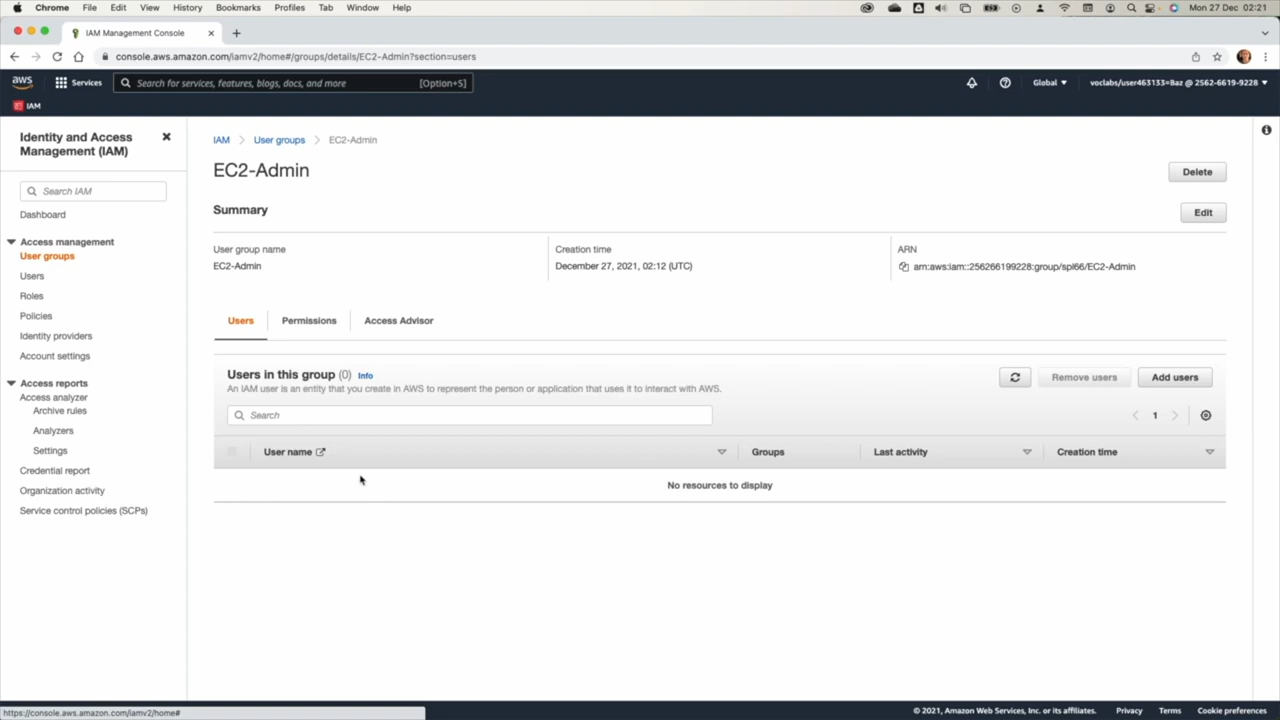 Chrome File Edit View History Bookmarks Profiles Tab Window Help Mon 27 Dec 02:21
IAM Management Console
console.aws.amazon.com/iamv2/home#/groups/details/EC2-Admin?section=users
aws Services Search for services, features, blogs, docs, and more [Option+S] Global voclabs/user463133=Baz @ 2562-6619-9228
IAM
Identity and Access
Management (IAM)
Search IAM
Dashboard
Access management
User groups
Users
Roles
Policies
Identity providers
Account settings
Access reports
Access analyzer
Archive rules
Analyzers
Settings
Credential report
Organization activity
Service control policies (SCPs)
IAM User groups EC2-Admin
EC2-Admin
Delete
Summary
Edit
User group name
EC2-Admin
Creation time
December 27, 2021, 02:12 (UTC)
ARN
arn:aws:iam::256266199228:group/spl66/EC2-Admin
Users Permissions Access Advisor
Users in this group (0) Info
An IAM user is an entity that you create in AWS to represent the person or application that uses it to interact with AWS.
Remove users Add users
Search
1
User name Groups Last activity Creation time
No resources to display
https://console.aws.amazon.com/iamv2/home#
© 2021, Amazon Web Services, Inc. or its affiliates. Privacy Terms Cookie preferences